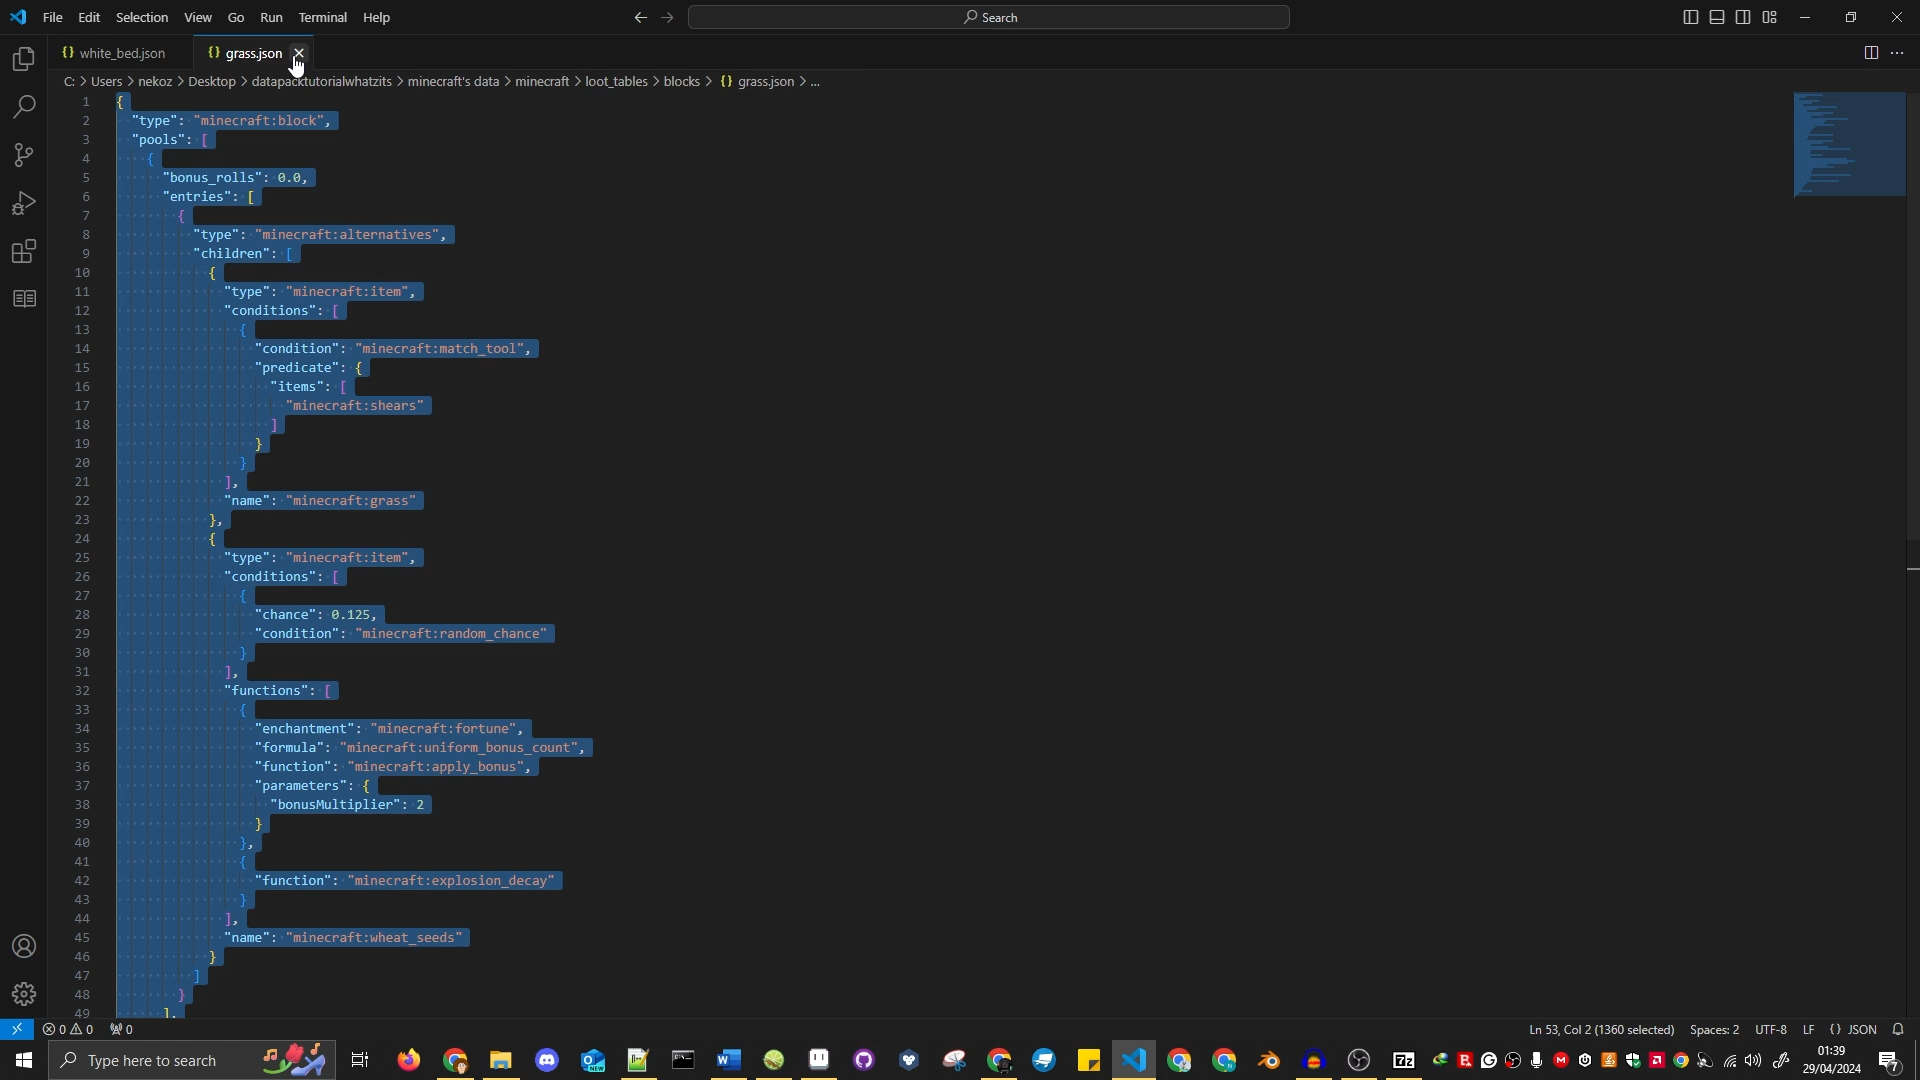 File Edit Selection View Go Run Terminal Help
Search
white_bed.json
grass.json
C: > Users > nekoz > Desktop > datapacktutorialwhatzits > minecraft's data > minecraft > loot_tables > blocks > {} grass.json > ...
1 {
2 "type": "minecraft:block",
3 "pools": [
4 {
5 "bonus_rolls": 0.0,
6 "entries": [
7 {
8 "type": "minecraft:alternatives",
9 "children": [
10 {
11 "type": "minecraft:item",
12 "conditions": [
13 {
14 "condition": "minecraft:match_tool",
15 "predicate": {
16 "items": [
17 "minecraft:shears"
18 ]
19 }
20 }
21 ],
22 "name": "minecraft:grass"
23 },
24 {
25 "type": "minecraft:item",
26 "conditions": [
27 {
28 "chance": 0.125,
29 "condition": "minecraft:random_chance"
30 }
31 ],
32 "functions": [
33 {
34 "enchantment": "minecraft:fortune",
35 "formula": "minecraft:uniform_bonus_count",
36 "function": "minecraft:apply_bonus",
37 "parameters": {
38 "bonusMultiplier": 2
39 }
40 },
41 {
42 "function": "minecraft:explosion_decay"
43 }
44 ],
45 "name": "minecraft:wheat_seeds"
46 }
47 ]
48 }
49 ],
0 0 0 Ln 53, Col 2 (1360 selected) Spaces: 2 UTF-8 LF {} JSON
Type here to search
01:39
29/04/2024
7